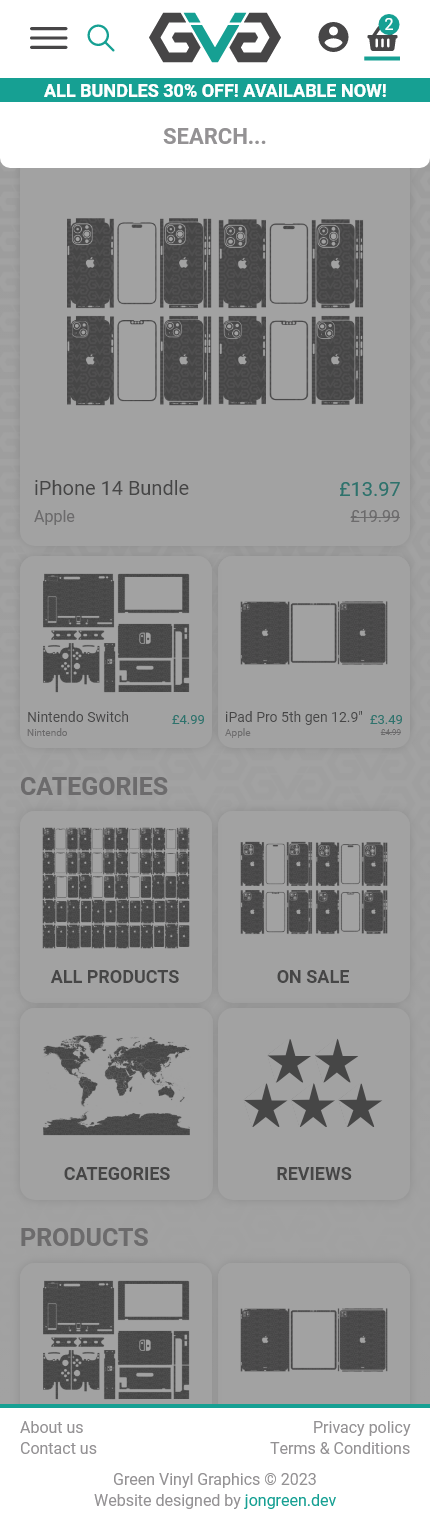 GVG
2
ALL BUNDLES 30% OFF! AVAILABLE NOW!
SEARCH...
iPhone 14 Bundle £13.97
Apple £19.99
Nintendo Switch £4.99
Nintendo
iPad Pro 5th gen 12.9" £3.49
Apple £4.99
CATEGORIES
ALL PRODUCTS
ON SALE
CATEGORIES
REVIEWS
PRODUCTS
About us Privacy policy
Contact us Terms & Conditions
Green Vinyl Graphics © 2023
Website designed by jongreen.dev